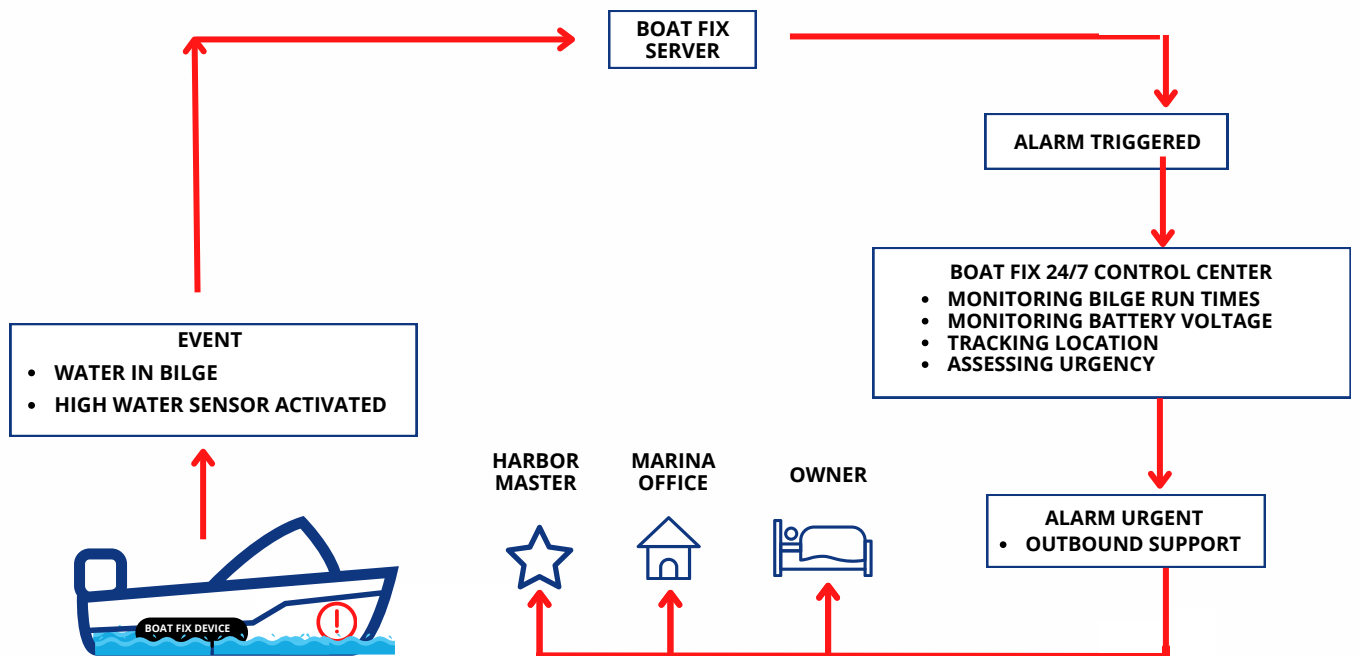 BOAT FIX
SERVER
ALARM TRIGGERED
BOAT FIX 24/7 CONTROL CENTER
• MONITORING BILGE RUN TIMES
• MONITORING BATTERY VOLTAGE
• TRACKING LOCATION
• ASSESSING URGENCY
EVENT
• WATER IN BILGE
• HIGH WATER SENSOR ACTIVATED
HARBOR
MASTER
MARINA
OFFICE
OWNER
ALARM URGENT
• OUTBOUND SUPPORT
BOAT FIX DEVICE
!